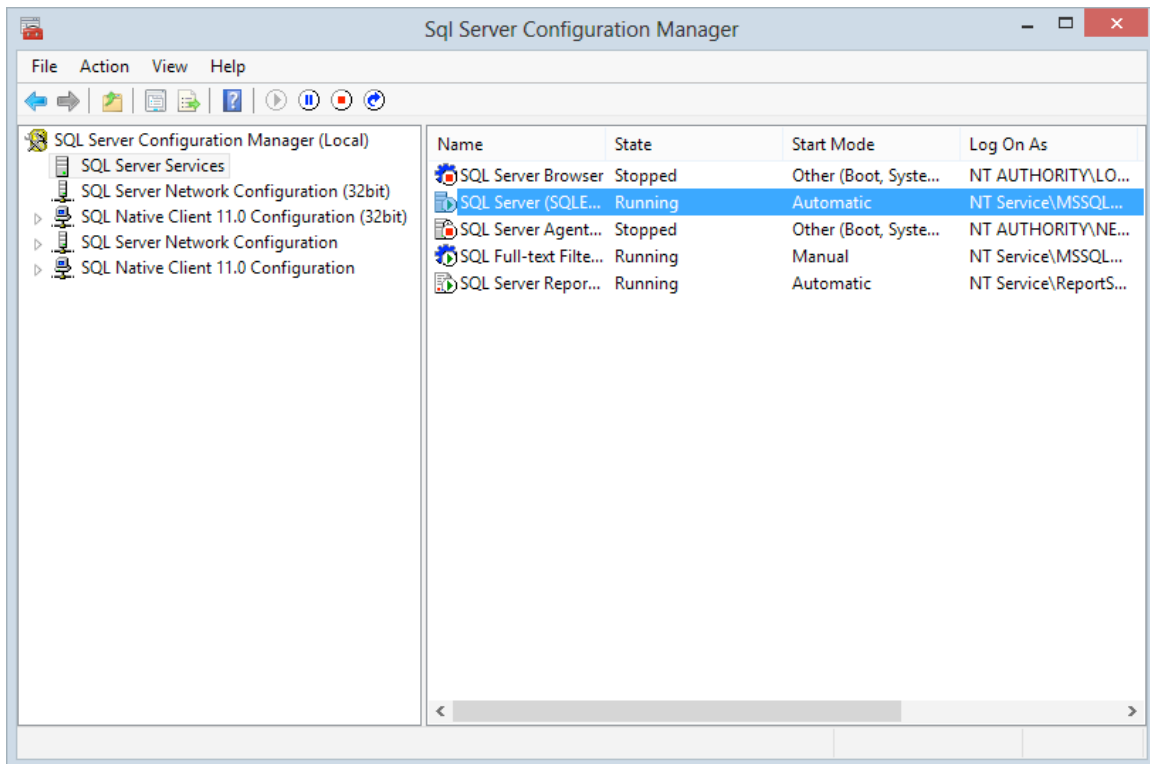 Sql Server Configuration Manager
File Action View Help
SQL Server Configuration Manager (Local)
SQL Server Services
SQL Server Network Configuration (32bit)
SQL Native Client 11.0 Configuration (32bit)
SQL Server Network Configuration
SQL Native Client 11.0 Configuration
Name State Start Mode Log On As
SQL Server Browser Stopped Other (Boot, Syste... NT AUTHORITY\LO...
SQL Server (SQLE... Running Automatic NT Service\MSSQL...
SQL Server Agent... Stopped Other (Boot, Syste... NT AUTHORITY\NE...
SQL Full-text Filte... Running Manual NT Service\MSSQL...
SQL Server Repor... Running Automatic NT Service\ReportS...